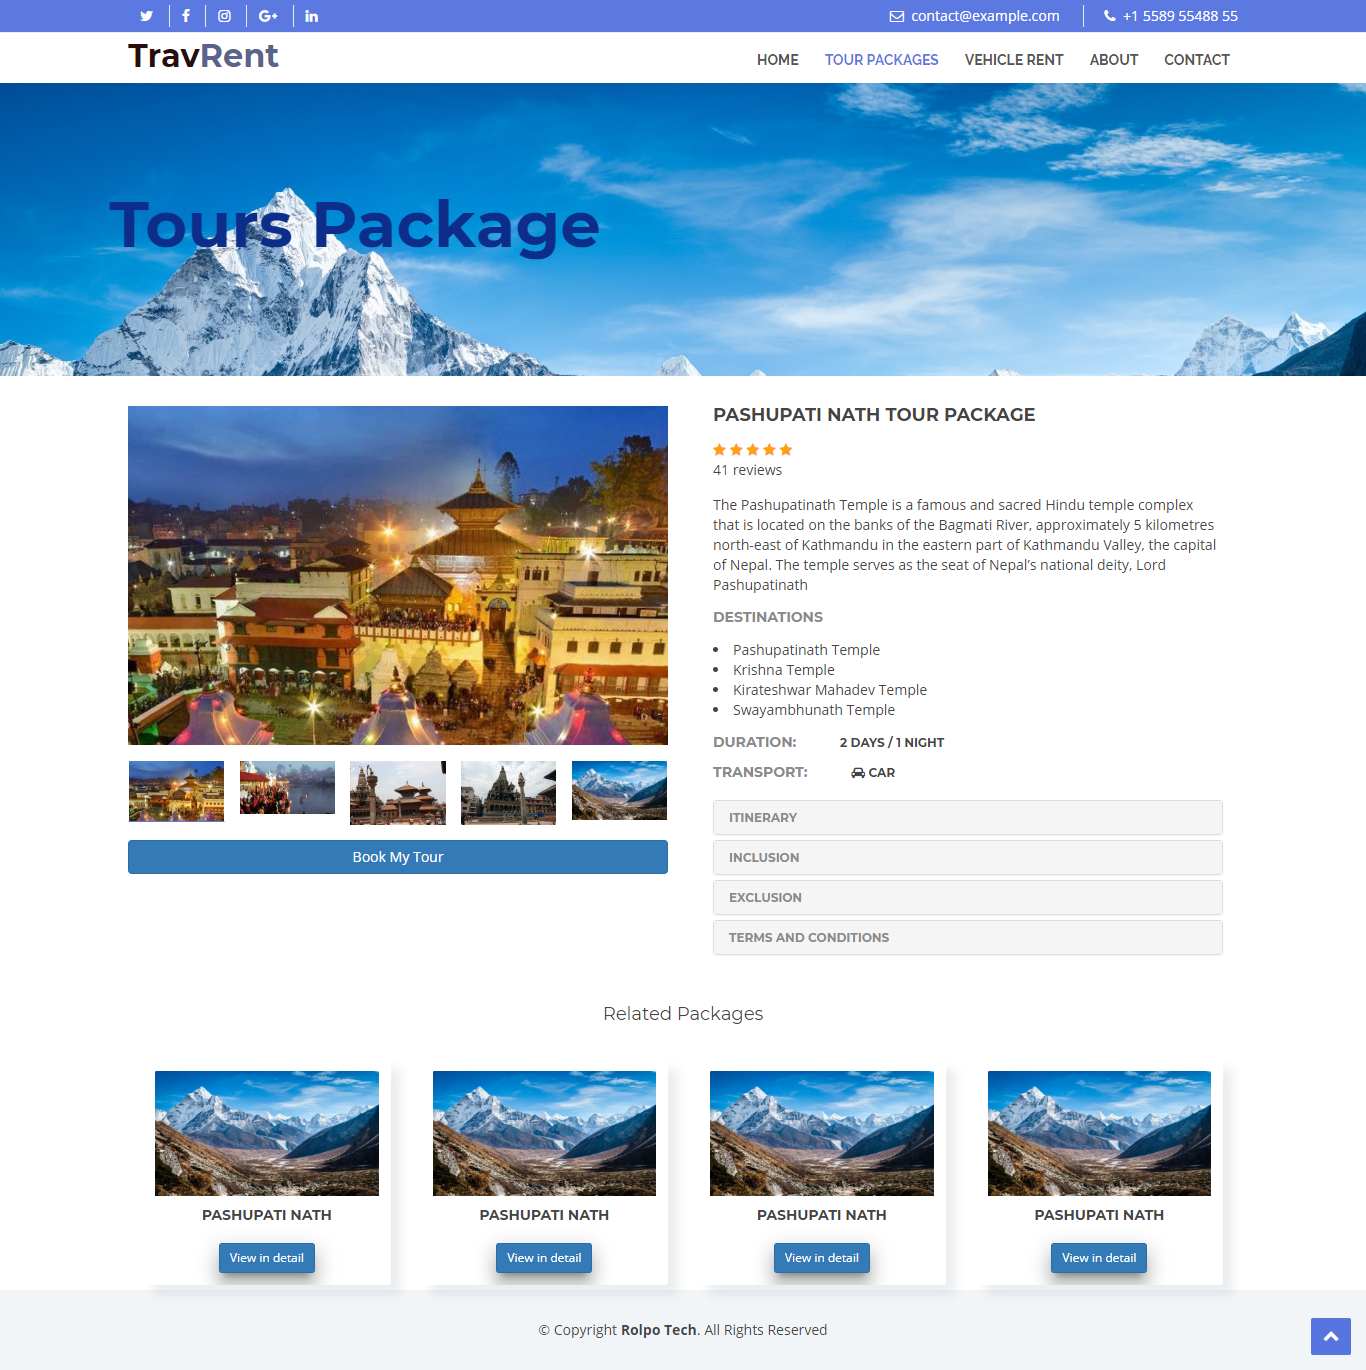 contact@example.com
+1 5589 55488 55
TravRent
HOME
TOUR PACKAGES
VEHICLE RENT
ABOUT
CONTACT
Tours Package
PASHUPATI NATH TOUR PACKAGE
41 reviews
The Pashupatinath Temple is a famous and sacred Hindu temple complex
that is located on the banks of the Bagmati River, approximately 5 kilometres
north-east of Kathmandu in the eastern part of Kathmandu Valley, the capital
of Nepal. The temple serves as the seat of Nepal’s national deity, Lord
Pashupatinath
DESTINATIONS
Pashupatinath Temple
Krishna Temple
Kirateshwar Mahadev Temple
Swayambhunath Temple
DURATION: 2 DAYS / 1 NIGHT
TRANSPORT: CAR
Book My Tour
ITINERARY
INCLUSION
EXCLUSION
TERMS AND CONDITIONS
Related Packages
PASHUPATI NATH
View in detail
PASHUPATI NATH
View in detail
PASHUPATI NATH
View in detail
PASHUPATI NATH
View in detail
© Copyright Rolpo Tech. All Rights Reserved